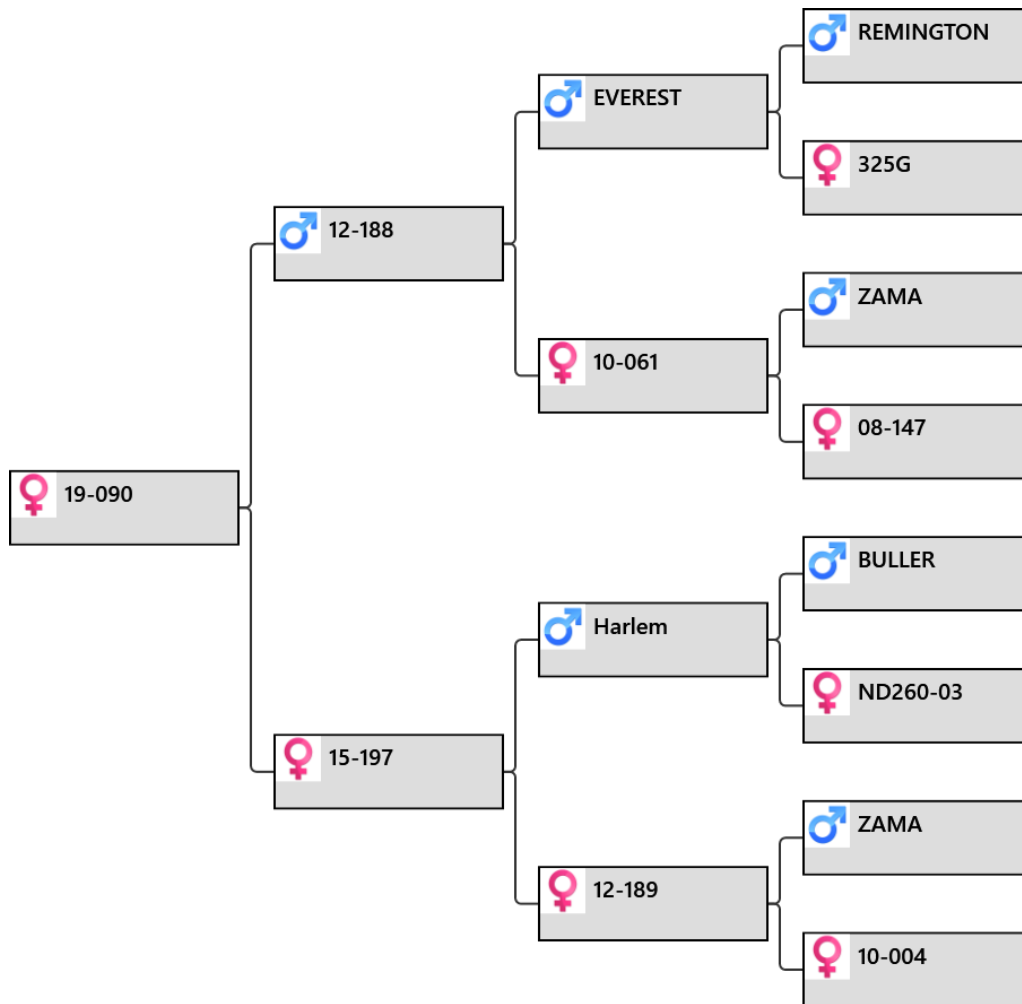 REMINGTON
EVEREST
325G
12-188
ZAMA
10-061
08-147
19-090
BULLER
Harlem
ND260-03
15-197
ZAMA
12-189
10-004